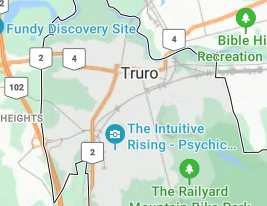 Fundy Discovery Site
4
Bible Hi
Recreation
2
4
Truro
102
HEIGHTS
The Intuitive
Rising - Psychic...
2
The Railyard
Mountain Bike Park